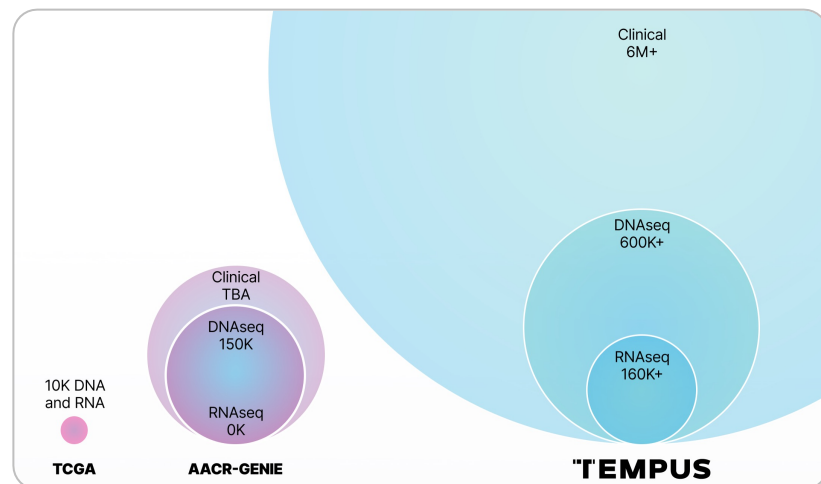 Clinical
6M+
DNAseq
600K+
RNAseq
160K+
Clinical
TBA
DNAseq
150K
RNAseq
0K
10K DNA
and RNA
TCGA
AACR-GENIE
TEMPUS